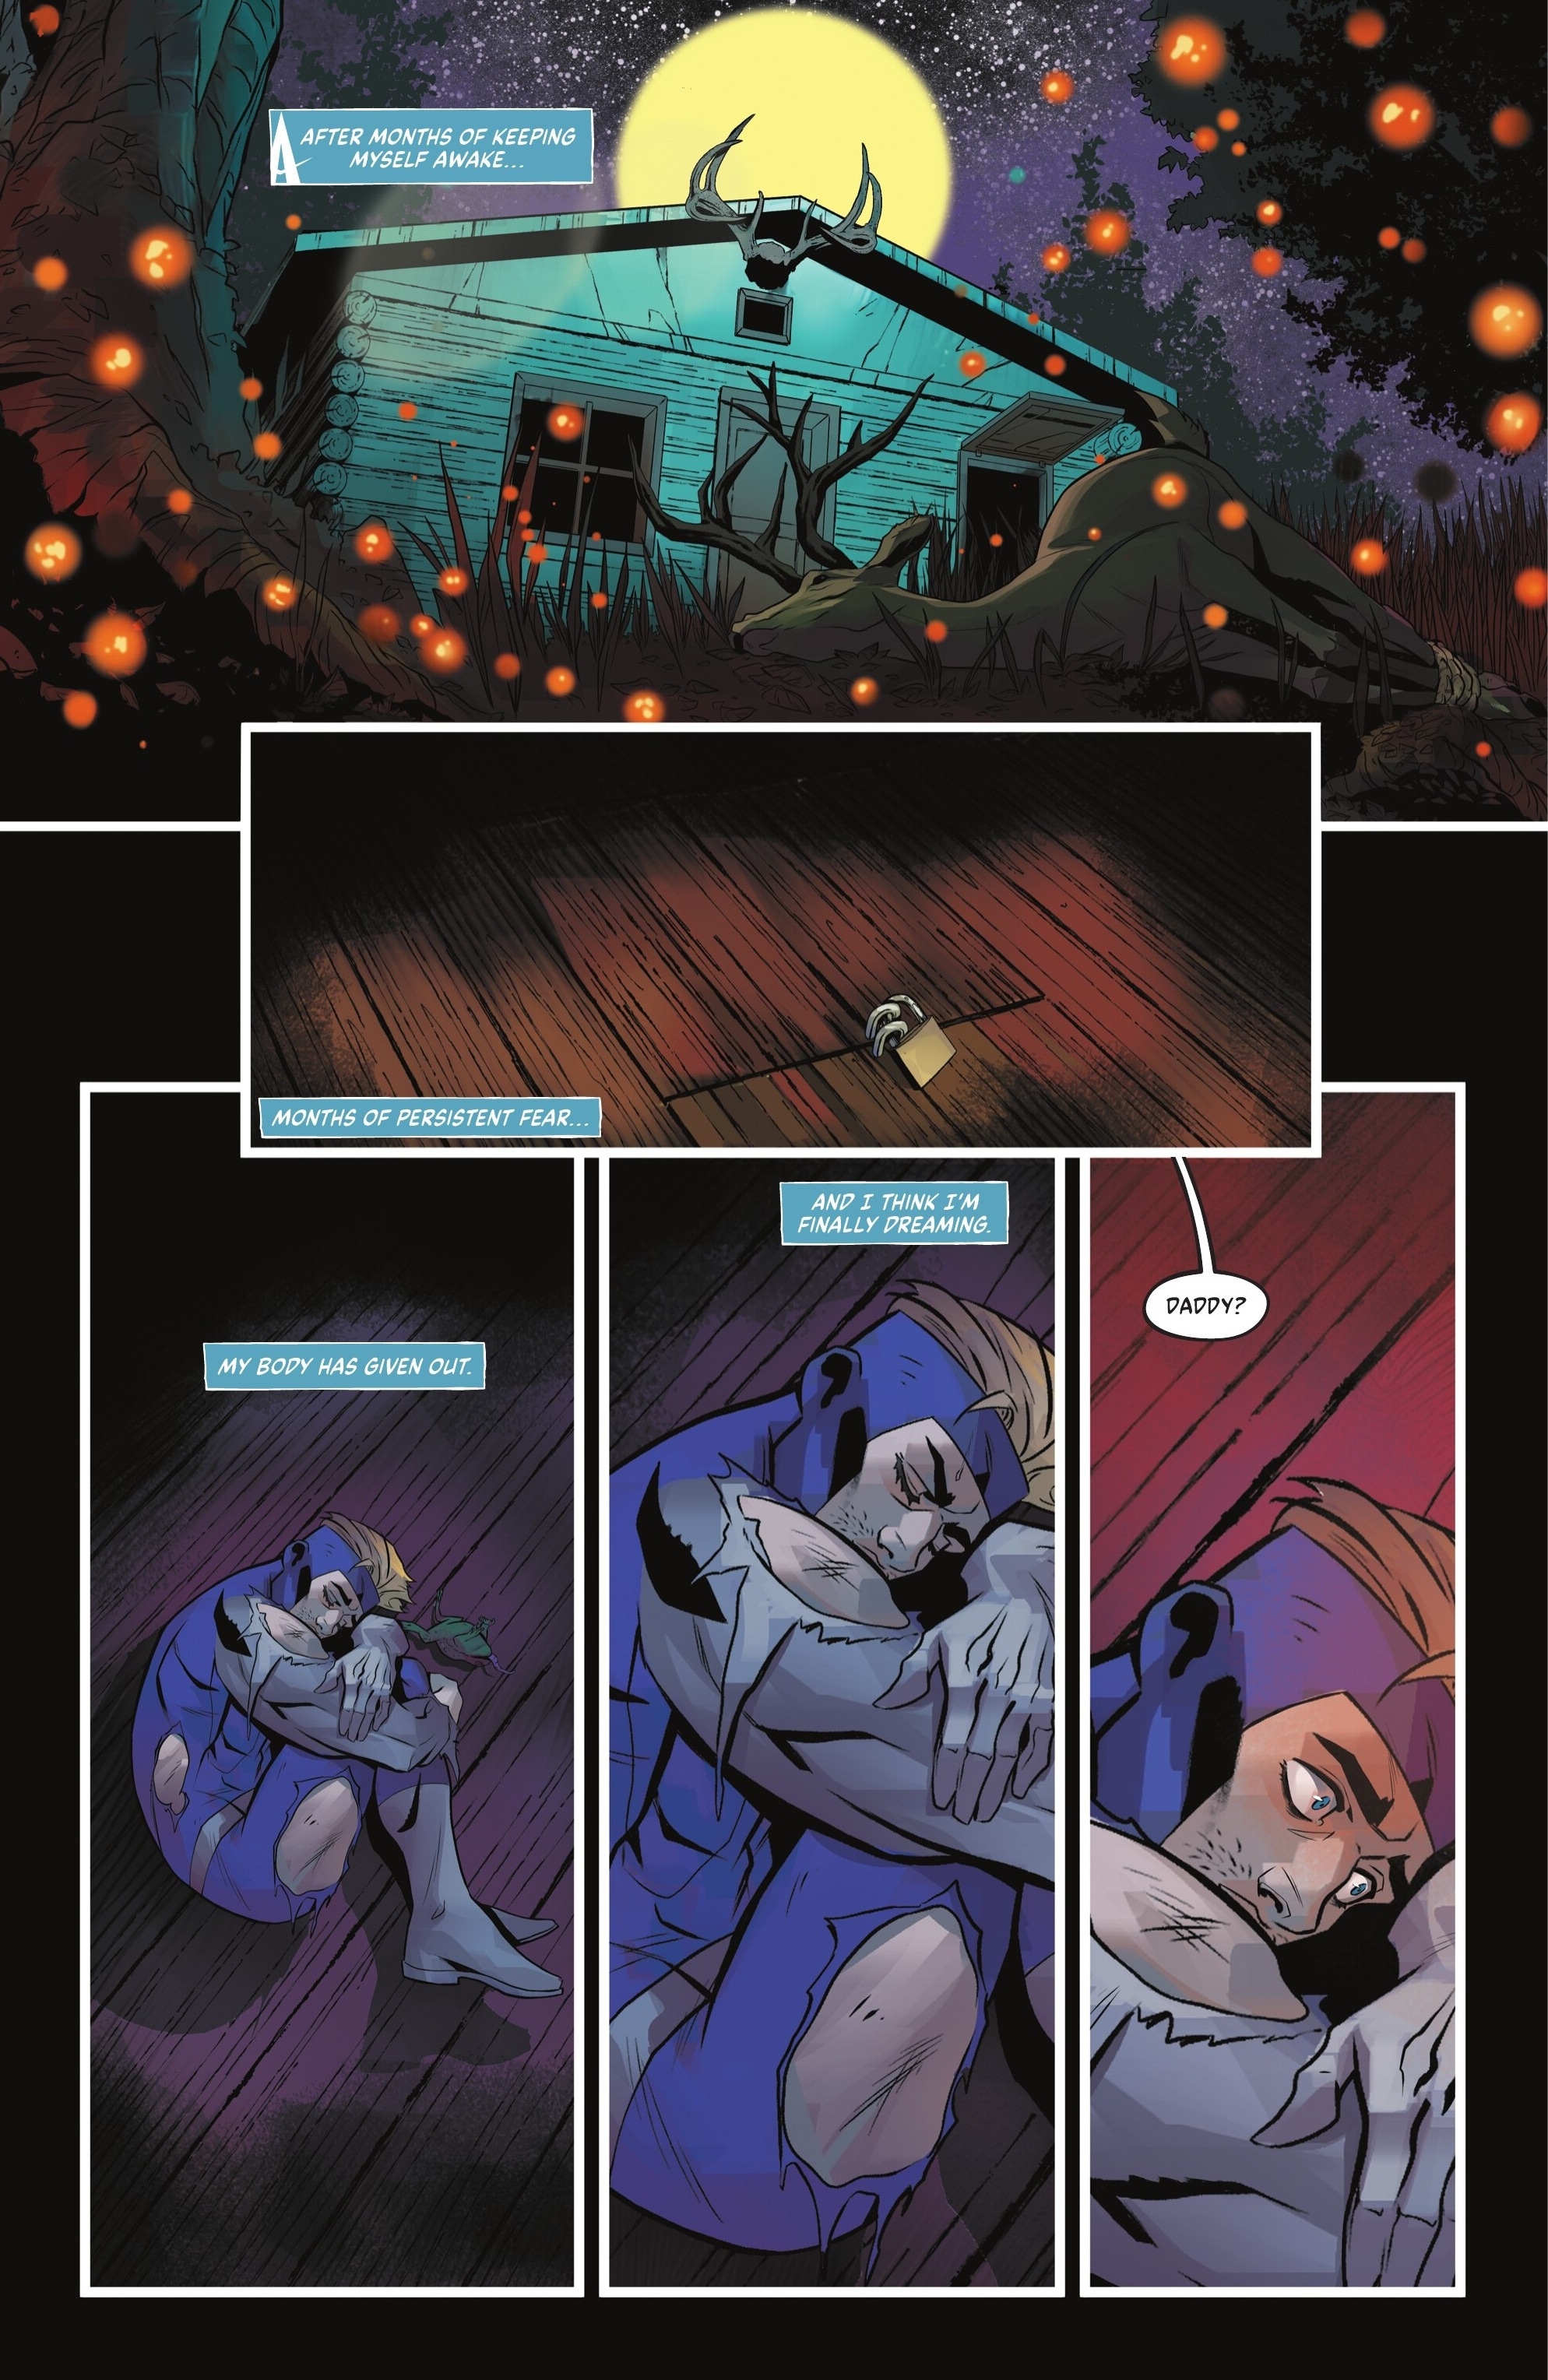 AFTER MONTHS OF KEEPING
MYSELF AWAKE...
MONTHS OF PERSISTENT FEAR...
MY BODY HAS GIVEN OUT.
AND I THINK I'M
FINALLY DREAMING.
DADDY?